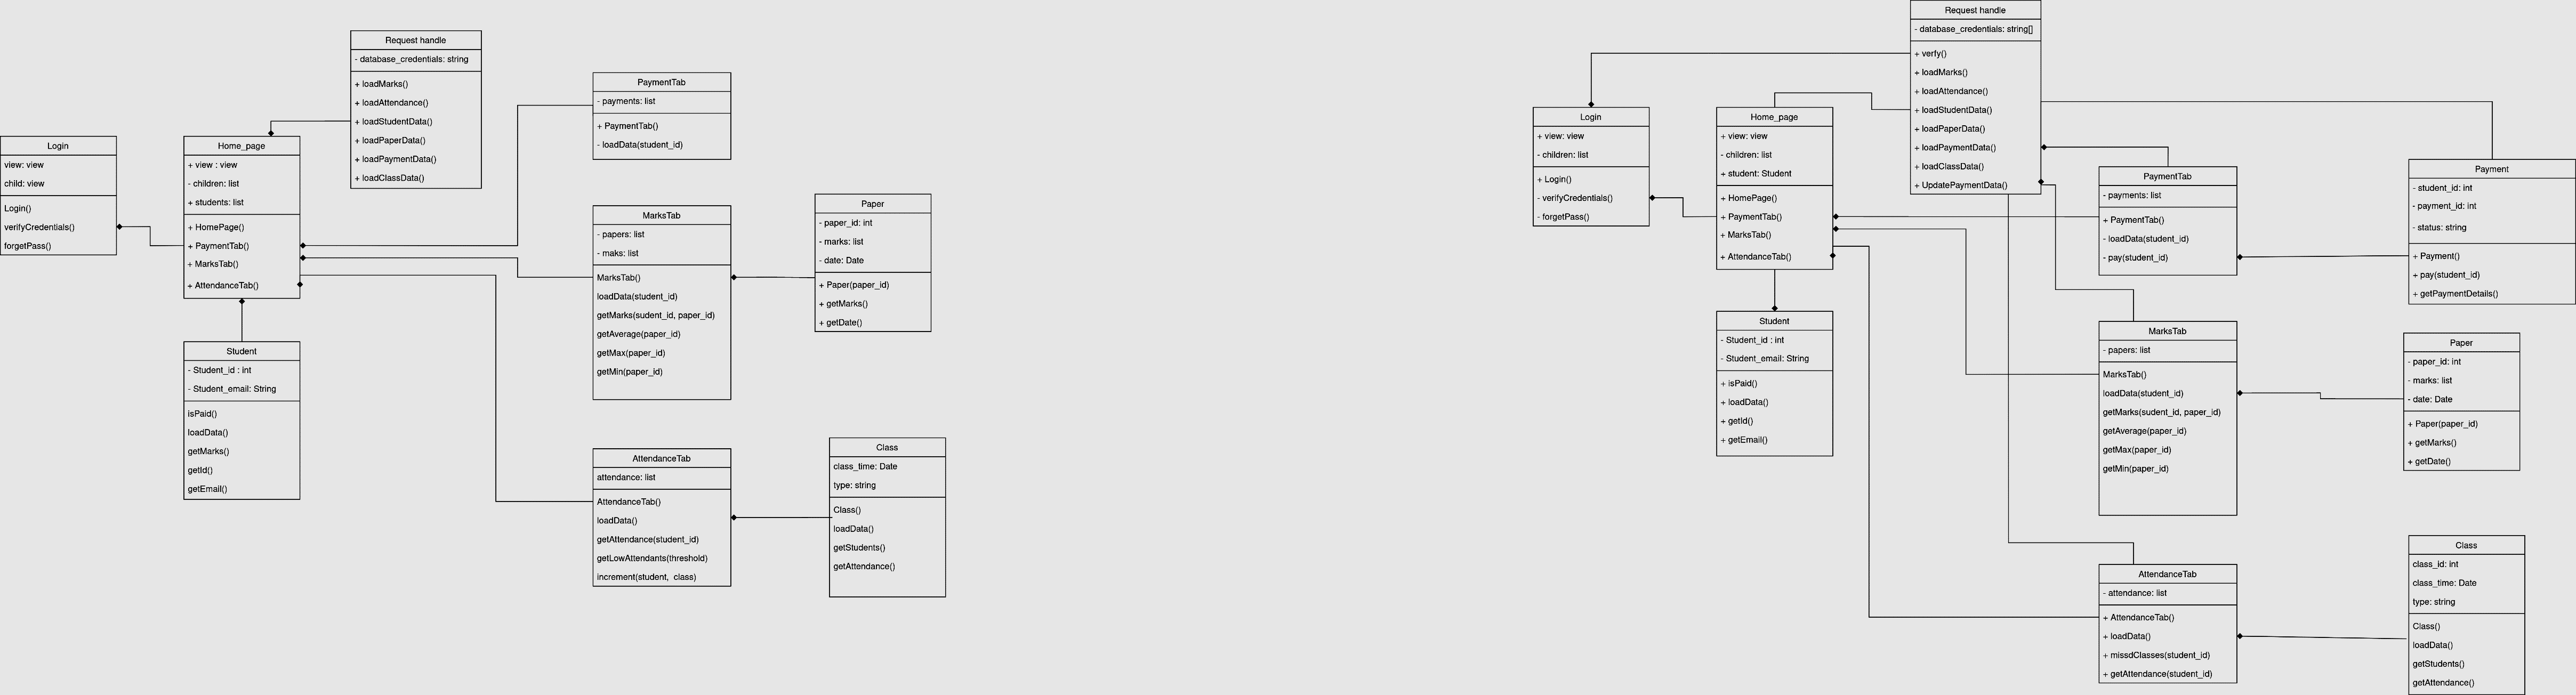 Request handle
- database_credentials: string
+ loadMarks()
+ loadAttendance()
+ loadStudentData()
+ loadPaperData()
+ loadPaymentData()
+ loadClassData()
PaymentTab
- payments: list
+ PaymentTab()
- loadData(student_id)
Login
view: view
child: view
Login()
verifyCredentials()
forgetPass()
Home_page
+ view : view
- children: list
+ students: list
+ HomePage()
+ PaymentTab()
+ MarksTab()
+ AttendanceTab()
MarksTab
- papers: list
- maks: list
MarksTab()
loadData(student_id)
getMarks(sudent_id, paper_id)
getAverage(paper_id)
getMax(paper_id)
getMin(paper_id)
Paper
- paper_id: int
- marks: list
- date: Date
+ Paper(paper_id)
+ getMarks()
+ getDate()
Student
- Student_id : int
- Student_email: String
isPaid()
loadData()
getMarks()
getId()
getEmail()
AttendanceTab
attendance: list
AttendanceTab()
loadData()
getAttendance(student_id)
getLowAttendants(threshold)
increment(student, class)
Class
class_time: Date
type: string
Class()
loadData()
getStudents()
getAttendance()
Request handle
- database_credentials: string[]
+ verfy()
+ loadMarks()
+ loadAttendance()
+ loadStudentData()
+ loadPaperData()
+ loadPaymentData()
+ loadClassData()
+ UpdatePaymentData()
Login
+ view: view
- children: list
+ Login()
- verifyCredentials()
- forgetPass()
Home_page
+ view: view
- children: list
+ student: Student
+ HomePage()
+ PaymentTab()
+ MarksTab()
+ AttendanceTab()
PaymentTab
- payments: list
+ PaymentTab()
- loadData(student_id)
- pay(student_id)
Payment
- student_id: int
- payment_id: int
- status: string
+ Payment()
+ pay(student_id)
+ getPaymentDetails()
Student
- Student_id : int
- Student_email: String
+ isPaid()
+ loadData()
+ getId()
+ getEmail()
MarksTab
- papers: list
MarksTab()
loadData(student_id)
getMarks(sudent_id, paper_id)
getAverage(paper_id)
getMax(paper_id)
getMin(paper_id)
Paper
- paper_id: int
- marks: list
- date: Date
+ Paper(paper_id)
+ getMarks()
+ getDate()
AttendanceTab
- attendance: list
+ AttendanceTab()
+ loadData()
+ missdClasses(student_id)
+ getAttendance(student_id)
Class
class_id: int
class_time: Date
type: string
Class()
loadData()
getStudents()
getAttendance()